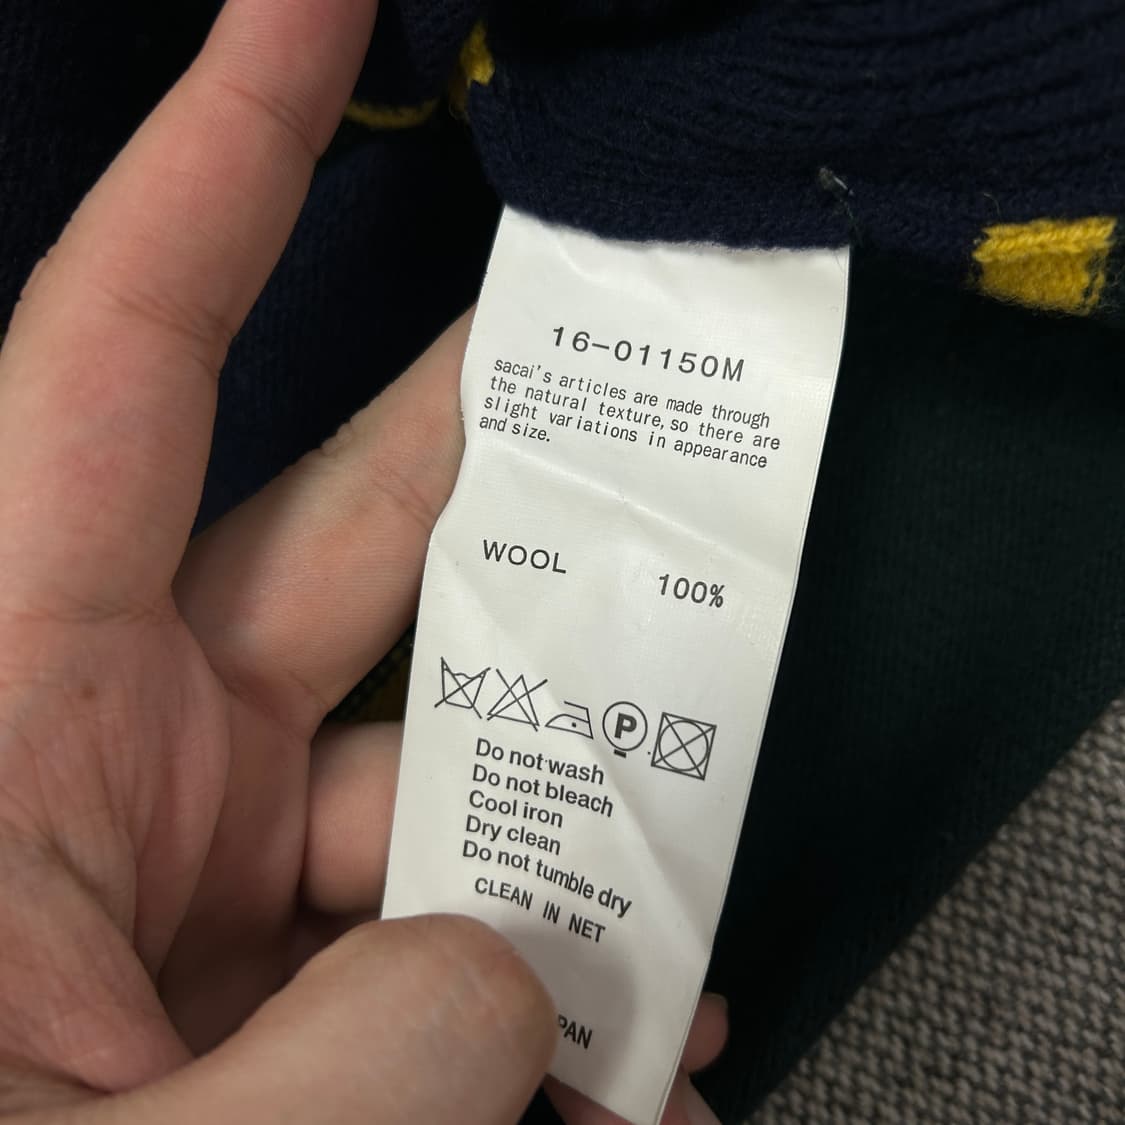 16-01150M
sacai's articles are made through
the natural texture, so there are
slight variations in appearance
and size.
WOOL 100%
P
Do not wash
Do not bleach
Cool iron
Dry clean
Do not tumble dry
CLEAN IN NET
PAN